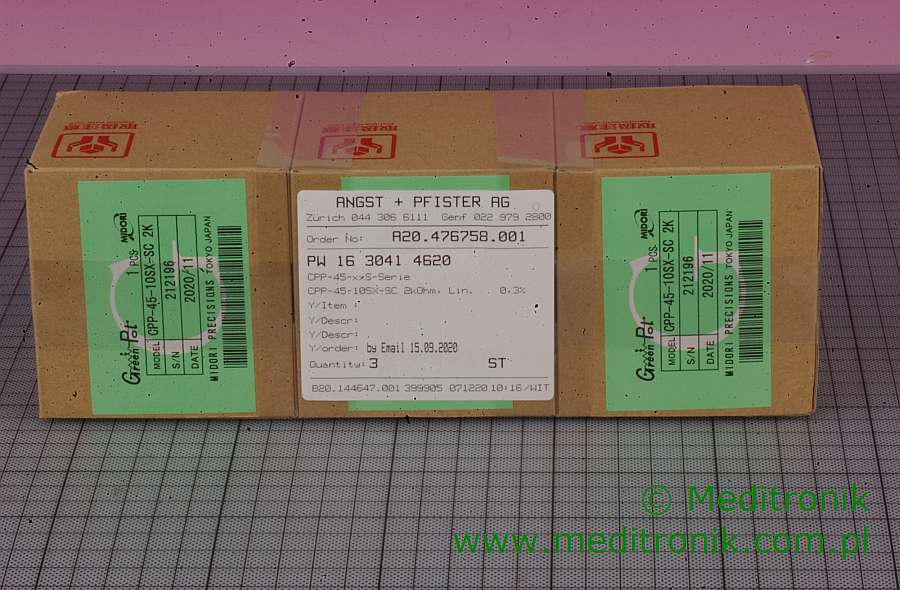 Green Pot
MIDORI
1 PCS
MODEL CPP-45-10SX-SC 2K
S/N 212196
DATE 2020/11
MIDORI PRECISIONS TOKYO JAPAN
ANGST + PFISTER AG
Zürich 044 306 6111 Genf 022 979 2800
Order No: A20.476758.001
PW 16 3041 4620
CPP-45-xxS-Serie
CPP-45-10SX-SC 2kOhm, Lin. 0,3%
Y/Item :
Y/Descr:
Y/Descr:
Y/order: by Email 15.09.2020
Quantity: 3 ST
B20.144647.001 399905 071220 10:16/WIT
Green Pot
MIDORI
1 PCS
MODEL CPP-45-10SX-SC 2K
S/N 212196
DATE 2020/11
MIDORI PRECISIONS TOKYO JAPAN
© Meditronik
www.meditronik.com.pl